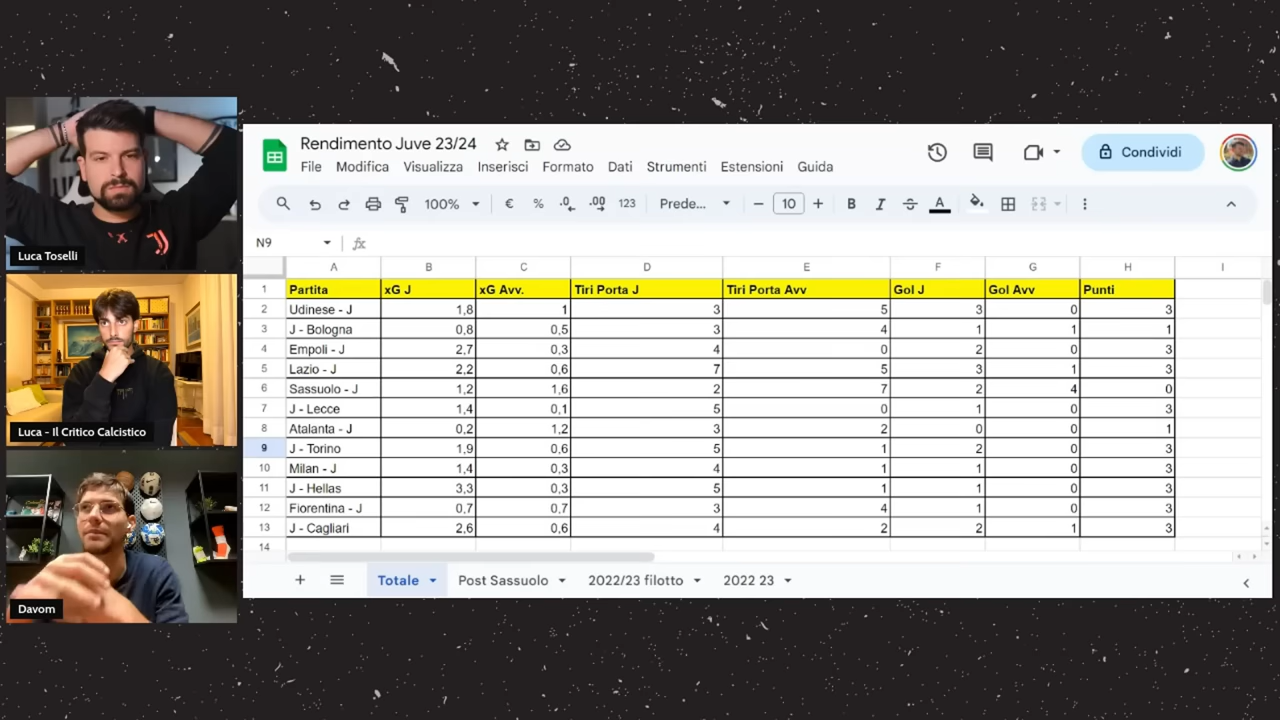 Rendimento Juve 23/24
File Modifica Visualizza Inserisci Formato Dati Strumenti Estensioni Guida
Condividi
100% € % .0 .00 123 Prede... − 10 + B I S A
N9 fx
A B C D E F G H I
1 Partita xG J xG Avv. Tiri Porta J Tiri Porta Avv Gol J Gol Avv Punti
2 Udinese - J 1,8 1 3 5 3 0 3
3 J - Bologna 0,8 0,5 3 4 1 1 1
4 Empoli - J 2,7 0,3 4 0 2 0 3
5 Lazio - J 2,2 0,6 7 5 3 1 3
6 Sassuolo - J 1,2 1,6 2 7 2 4 0
7 J - Lecce 1,4 0,1 5 0 1 0 3
8 Atalanta - J 0,2 1,2 3 2 0 0 1
9 J - Torino 1,9 0,6 5 1 2 0 3
10 Milan - J 1,4 0,3 4 1 1 0 3
11 J - Hellas 3,3 0,3 5 1 1 0 3
12 Fiorentina - J 0,7 0,7 3 4 1 0 3
13 J - Cagliari 2,6 0,6 4 2 2 1 3
14
Totale Post Sassuolo 2022/23 filotto 2022 23
Luca Toselli
Luca - Il Critico Calcistico
Davom